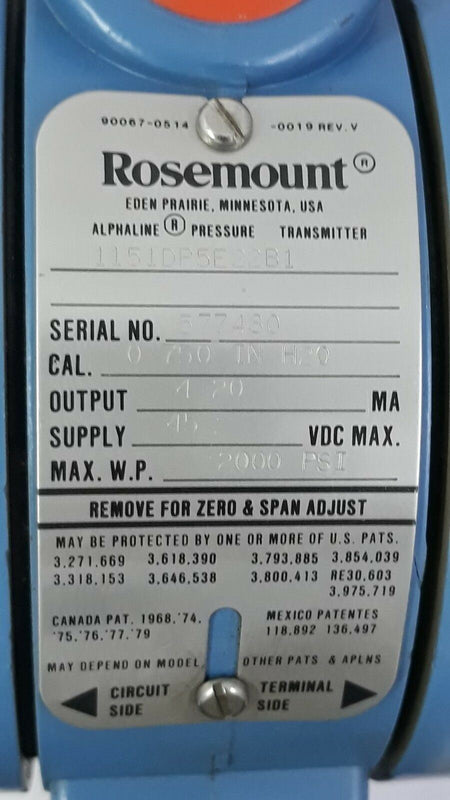 90067-0514 -0019 REV. V
Rosemount®
EDEN PRAIRIE, MINNESOTA, USA
ALPHALINE® PRESSURE TRANSMITTER
1151DP5E22B1
SERIAL NO. 577480
CAL. 0 750 IN H2O
OUTPUT 4 20 MA
SUPPLY 45 VDC MAX.
MAX. W.P. 2000 PSI
REMOVE FOR ZERO & SPAN ADJUST
MAY BE PROTECTED BY ONE OR MORE OF U.S. PATS.
3,271,669 3,618,390 3,793,885 3,854,039
3,318,153 3,646,538 3,800,413 RE30,603
3,975,719
CANADA PAT. 1968,'74, MEXICO PATENTES
'75,'76,'77,'79 118,892 136,497
MAY DEPEND ON MODEL, OTHER PATS & APLNS
CIRCUIT TERMINAL
SIDE SIDE